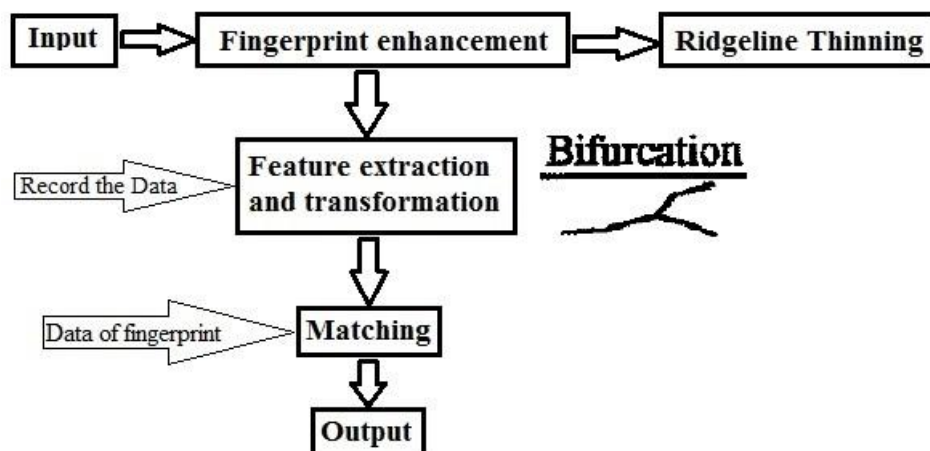 Input
Fingerprint enhancement
Ridgeline Thinning
Record the Data
Feature extraction
and transformation
Bifurcation
Data of fingerprint
Matching
Output